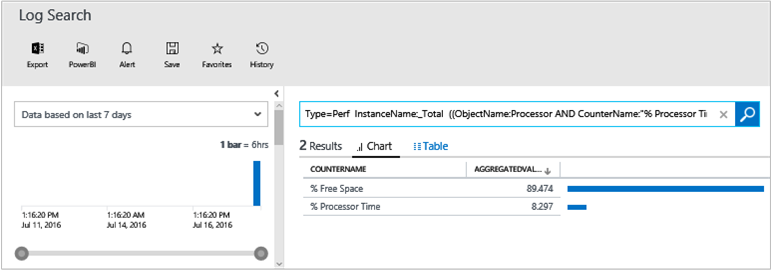 Log Search
Export PowerBI Alert Save Favorites History
Data based on last 7 days
1 bar = 6hrs
1:16:20 PM 1:16:20 AM 1:16:20 PM
Jul 11, 2016 Jul 14, 2016 Jul 16, 2016
Type=Perf InstanceName:_Total ((ObjectName:Processor AND CounterName:"% Processor Tii
2 Results Chart Table
COUNTERNAME AGGREGATEDVAL...
% Free Space 89.474
% Processor Time 8.297